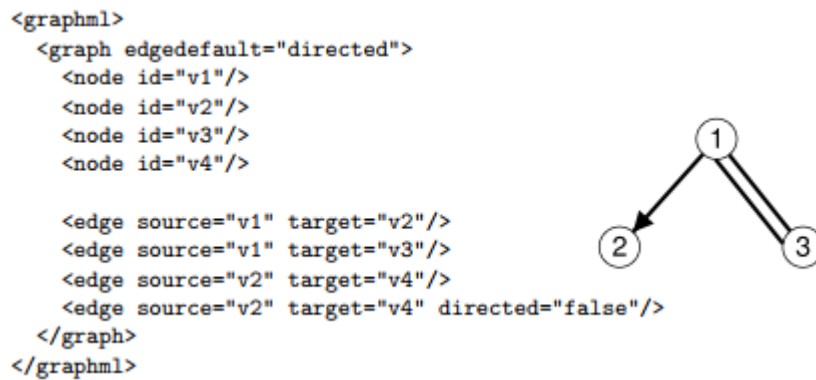 <graphml>
<graph edgedefault="directed">
<node id="v1"/>
<node id="v2"/>
<node id="v3"/>
<node id="v4"/>
<edge source="v1" target="v2"/>
<edge source="v1" target="v3"/>
<edge source="v2" target="v4"/>
<edge source="v2" target="v4" directed="false"/>
</graph>
</graphml>
1
2
3